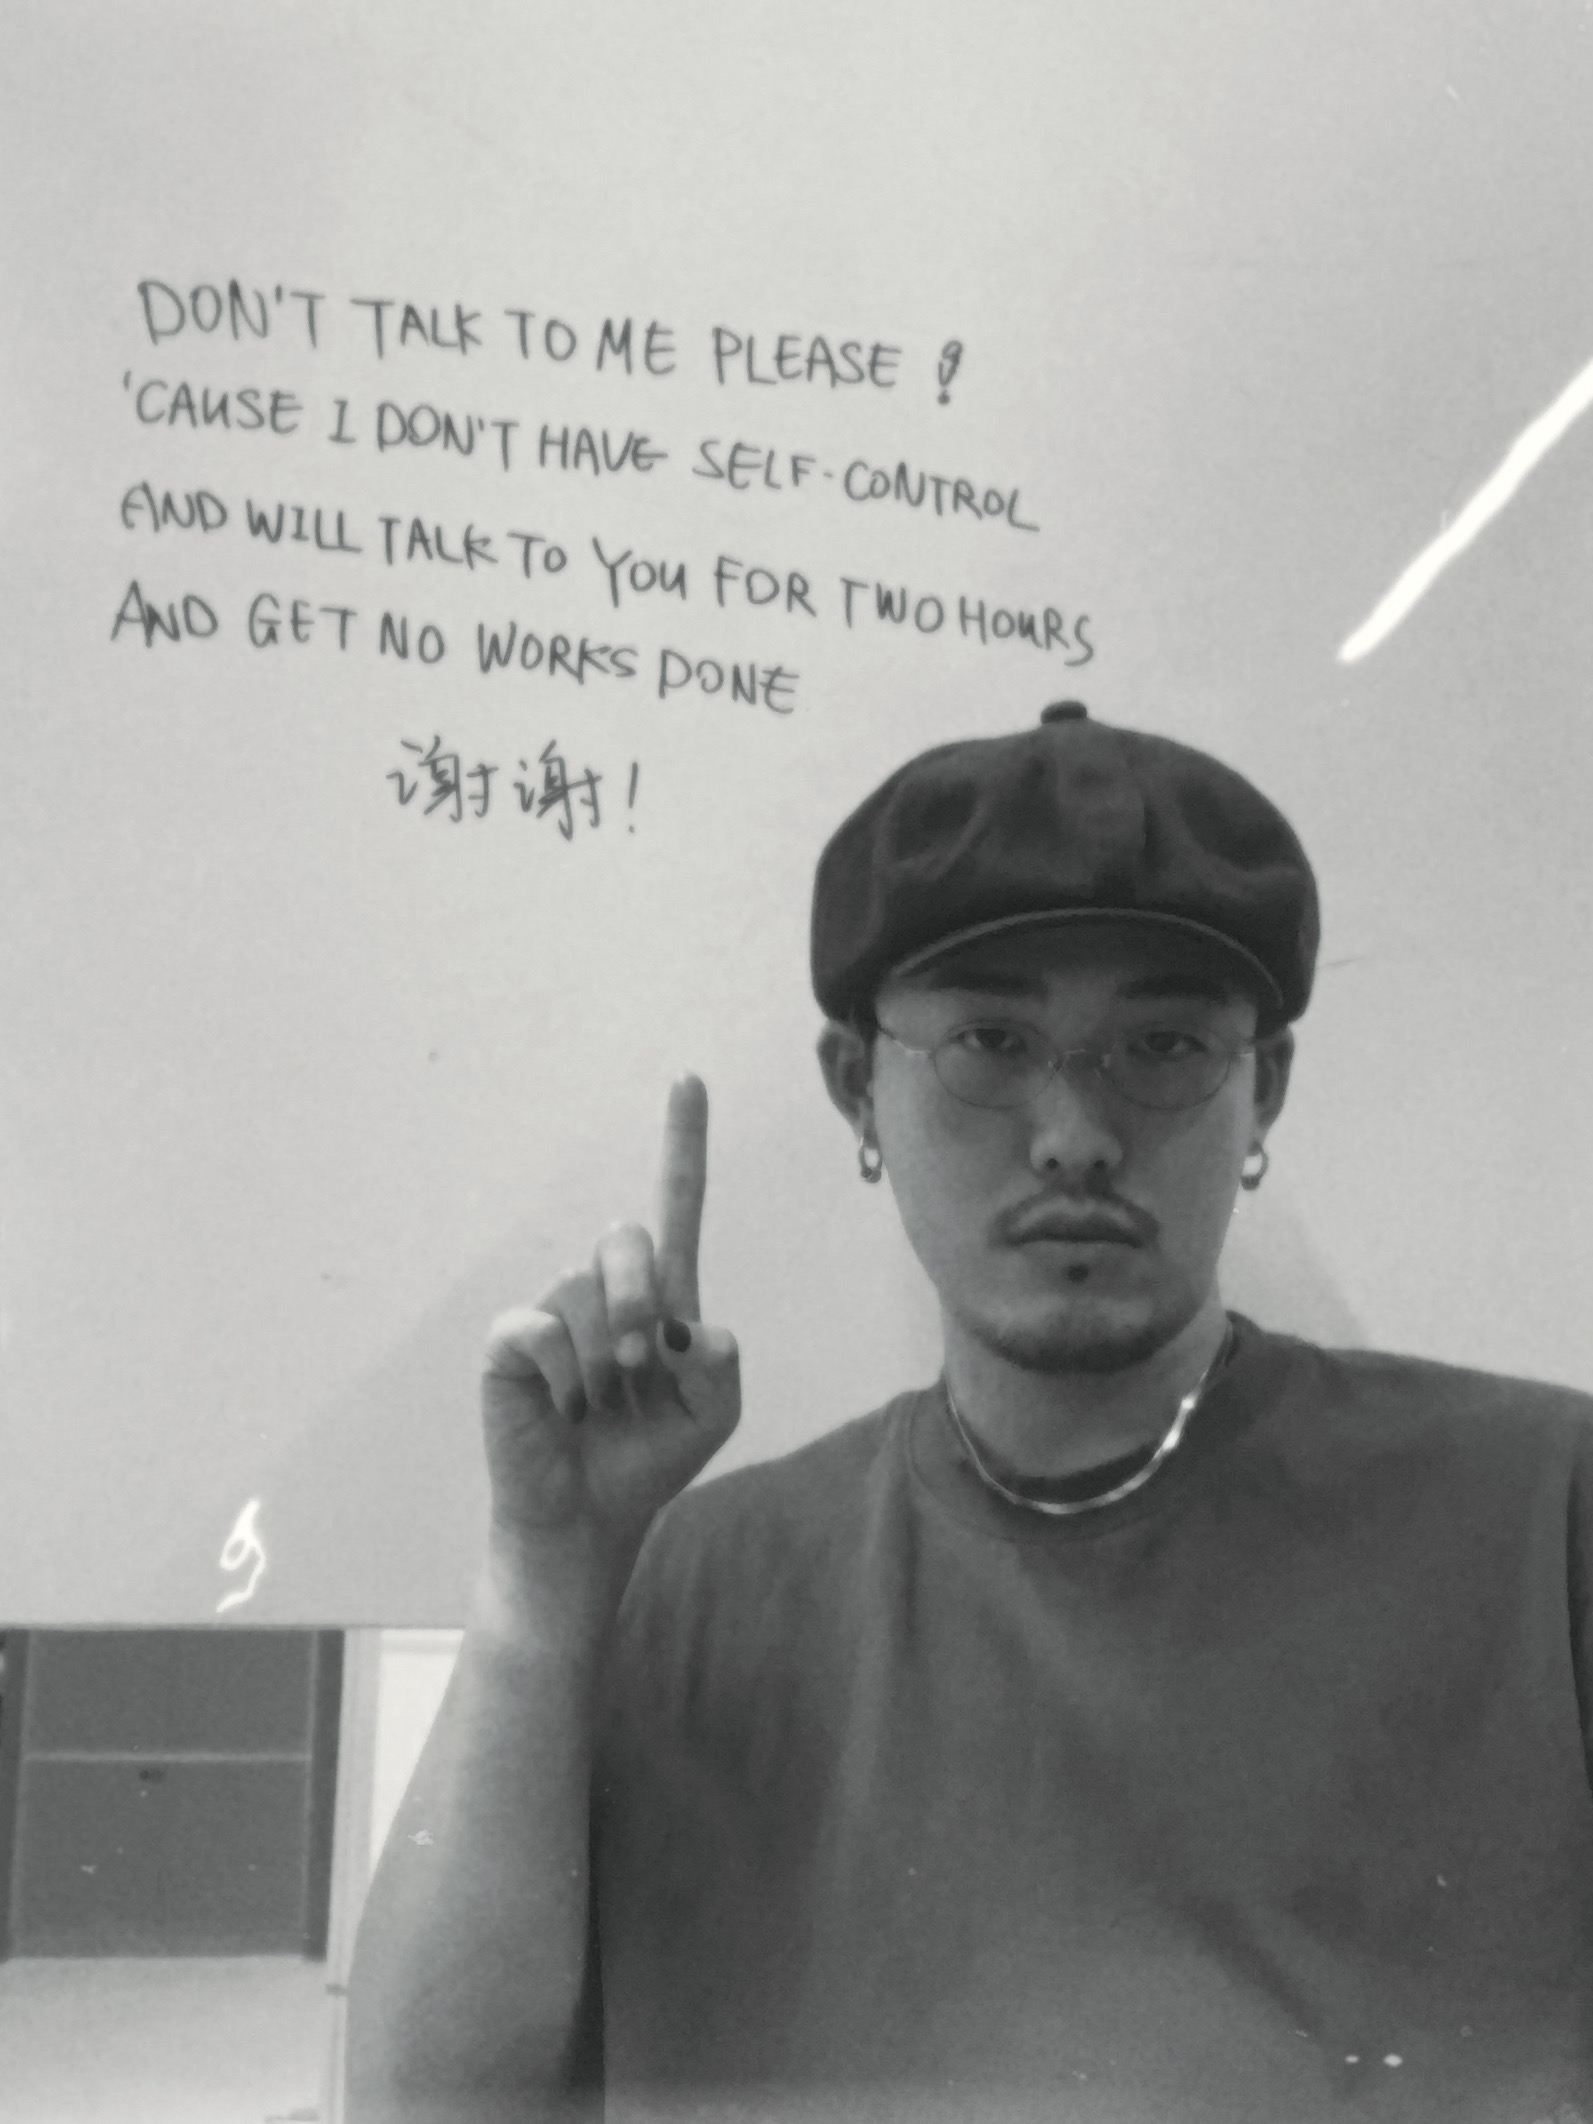 DON'T TALK TO ME PLEASE!
'CAUSE I DON'T HAVE SELF-CONTROL
AND WILL TALK TO YOU FOR TWO HOURS
AND GET NO WORKS DONE
谢谢!